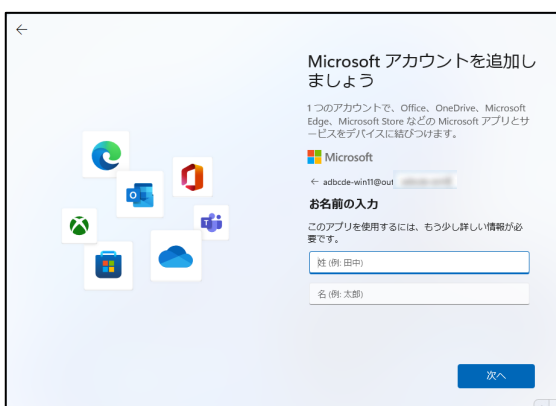 ←
Microsoft アカウントを追加し
ましょう
1 つのアカウントで、Office、OneDrive、Microsoft
Edge、Microsoft Store などの Microsoft アプリとサ
ービスをデバイスに結びつけます。
Microsoft
← adbcde-win11@out
お名前の入力
このアプリを使用するには、もう少し詳しい情報が必
要です。
姓 (例: 田中)
名 (例: 太郎)
次へ